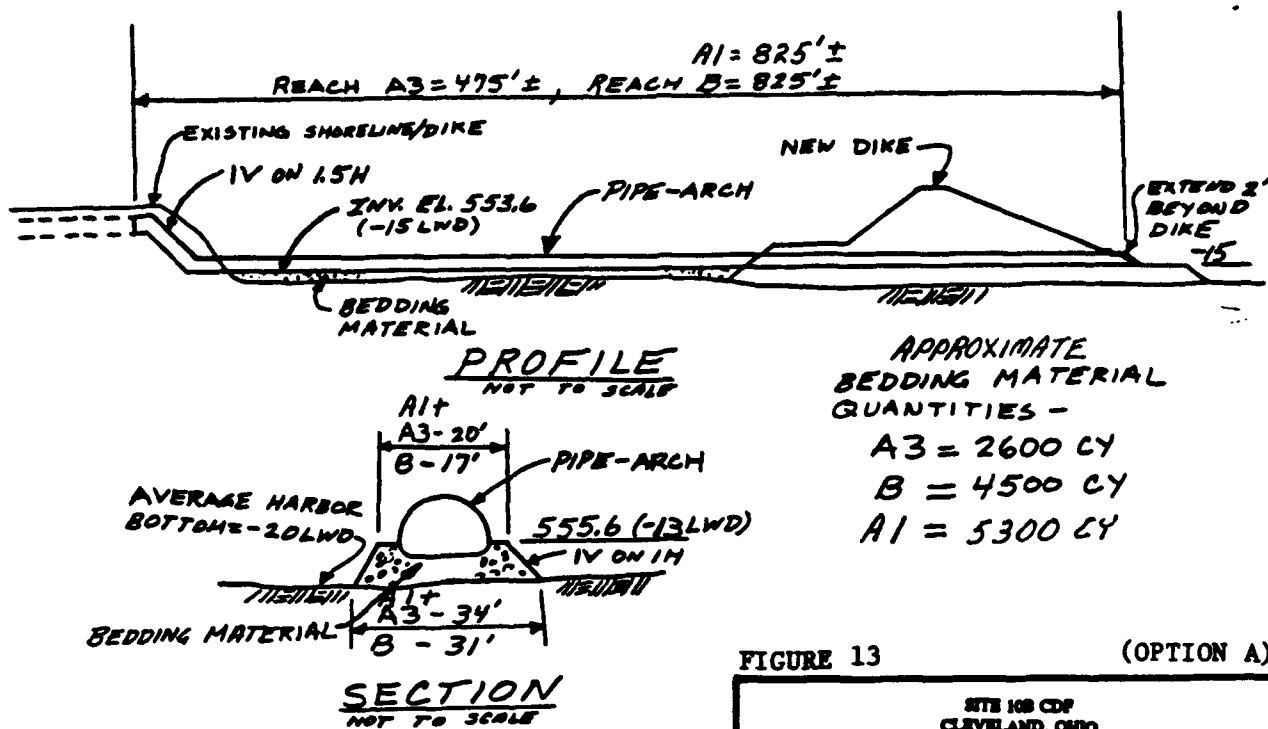 A1 = 825'±
REACH A3 = 475'±, REACH B = 825'±
EXISTING SHORELINE/DIKE
1V ON 1.5H
INV. EL. 553.6
(-15 LWD)
PIPE-ARCH
NEW DIKE
EXTEND 2'
BEYOND
DIKE
-15
BEDDING
MATERIAL
PROFILE
NOT TO SCALE
APPROXIMATE
BEDDING MATERIAL
QUANTITIES -
A3 = 2600 CY
B = 4500 CY
A1 = 5300 CY
A1+
A3-20'
B-17'
PIPE-ARCH
AVERAGE HARBOR
BOTTOM = -20 LWD
555.6 (-13 LWD)
1V ON 1H
BEDDING MATERIAL
A1+
A3-34'
B-31'
SECTION
NOT TO SCALE
FIGURE 13 (OPTION A)
SITE 10B CDF
CLEVELAND, OHIO